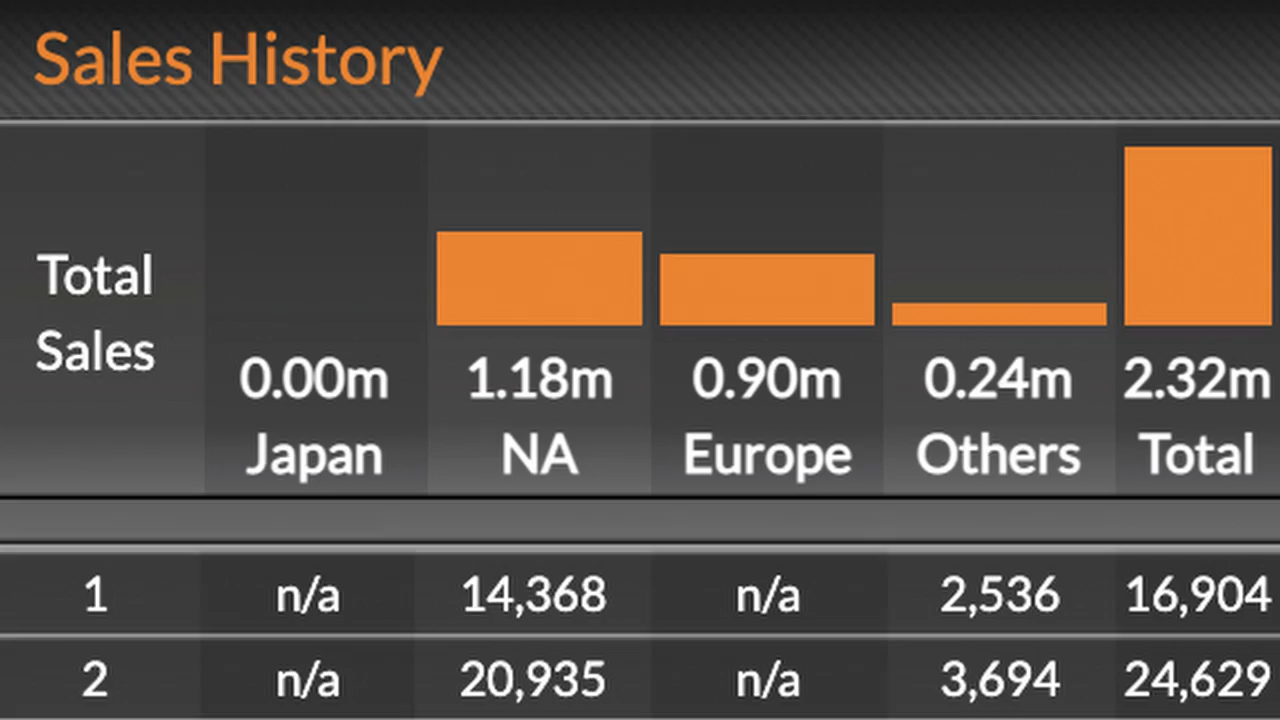 Sales History
Total Sales
0.00m 1.18m 0.90m 0.24m 2.32m
Japan NA Europe Others Total
1 n/a 14,368 n/a 2,536 16,904
2 n/a 20,935 n/a 3,694 24,629